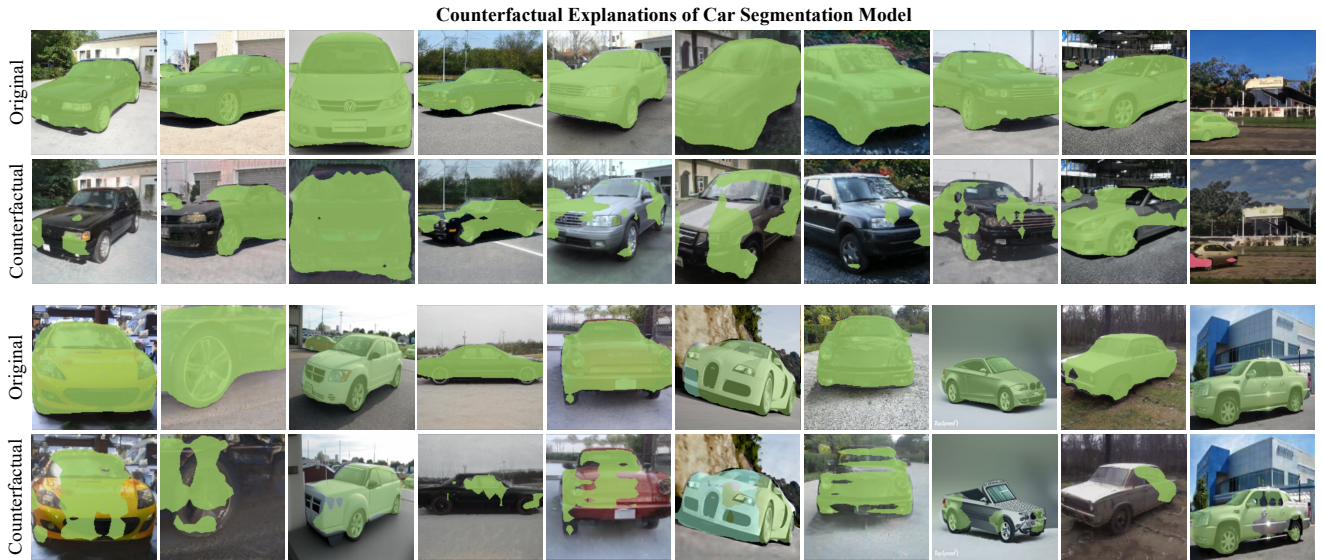 Counterfactual Explanations of Car Segmentation Model
Original
Counterfactual
Original
Counterfactual